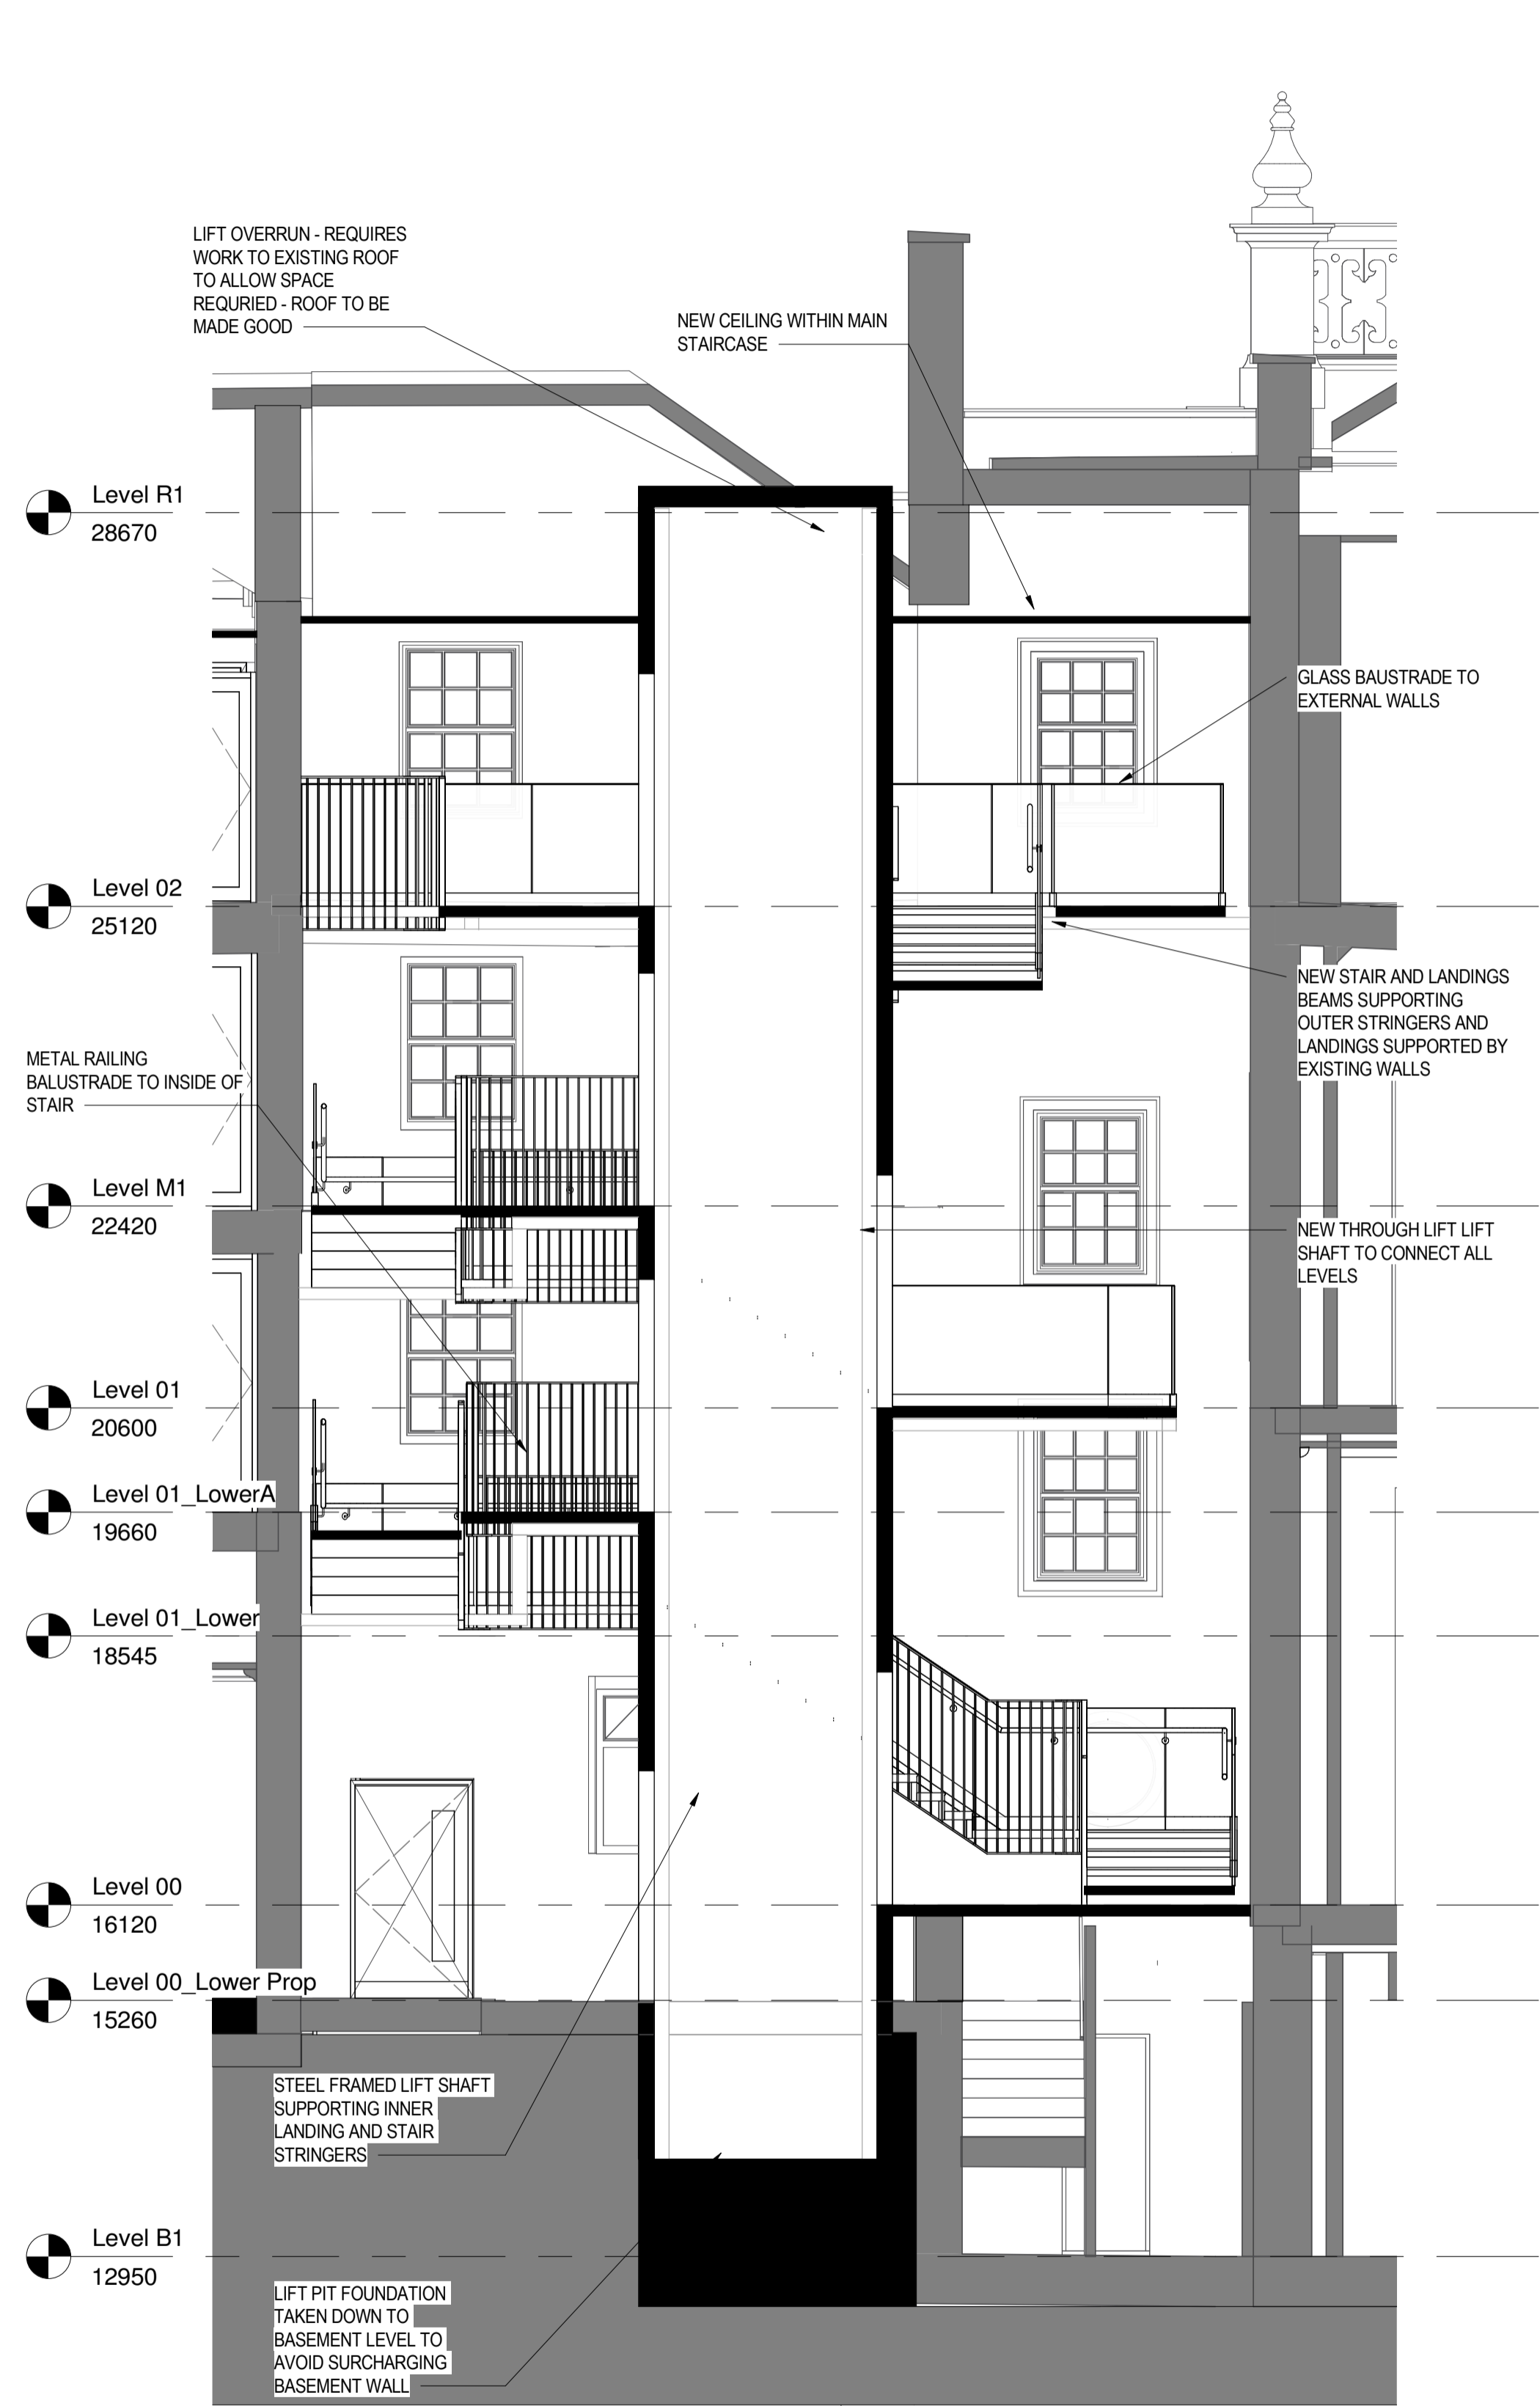 LIFT OVERRUN - REQUIRES
WORK TO EXISTING ROOF
TO ALLOW SPACE
REQURIED - ROOF TO BE
MADE GOOD
NEW CEILING WITHIN MAIN
STAIRCASE
Level R1
28670
GLASS BAUSTRADE TO
EXTERNAL WALLS
Level 02
25120
NEW STAIR AND LANDINGS
BEAMS SUPPORTING
OUTER STRINGERS AND
LANDINGS SUPPORTED BY
EXISTING WALLS
METAL RAILING
BALUSTRADE TO INSIDE OF
STAIR
Level M1
22420
NEW THROUGH LIFT LIFT
SHAFT TO CONNECT ALL
LEVELS
Level 01
20600
Level 01_LowerA
19660
Level 01_Lower
18545
Level 00
16120
Level 00_Lower Prop
15260
STEEL FRAMED LIFT SHAFT
SUPPORTING INNER
LANDING AND STAIR
STRINGERS
Level B1
12950
LIFT PIT FOUNDATION
TAKEN DOWN TO
BASEMENT LEVEL TO
AVOID SURCHARGING
BASEMENT WALL